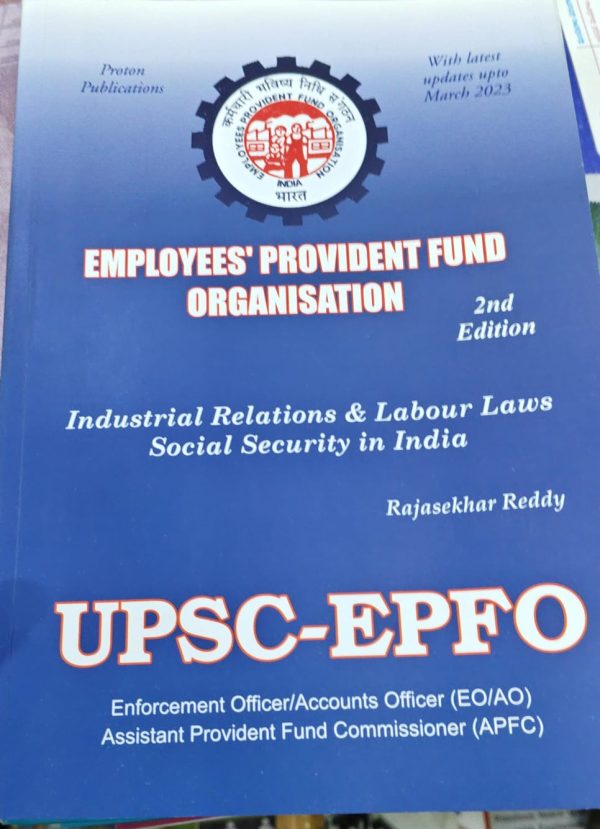 Proton
Publications
With latest
updates upto
March 2023
कर्मचारी भविष्य निधि संगठन
EMPLOYEES PROVIDENT FUND ORGANISATION
INDIA
भारत
EMPLOYEES' PROVIDENT FUND
ORGANISATION
2nd
Edition
Industrial Relations & Labour Laws
Social Security in India
Rajasekhar Reddy
UPSC-EPFO
Enforcement Officer/Accounts Officer (EO/AO)
Assistant Provident Fund Commissioner (APFC)